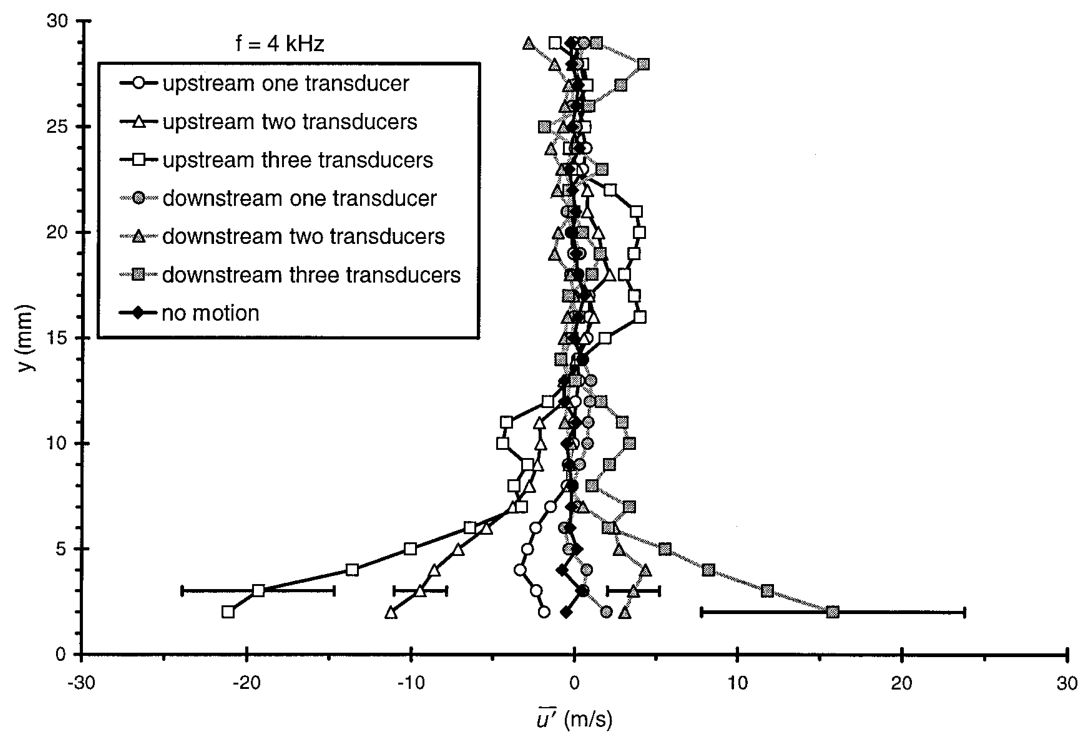 30
25
20
15
10
5
0
y (mm)
f = 4 kHz
upstream one transducer
upstream two transducers
upstream three transducers
downstream one transducer
downstream two transducers
downstream three transducers
no motion
-30 -20 -10 0 10 20 30
u' (m/s)